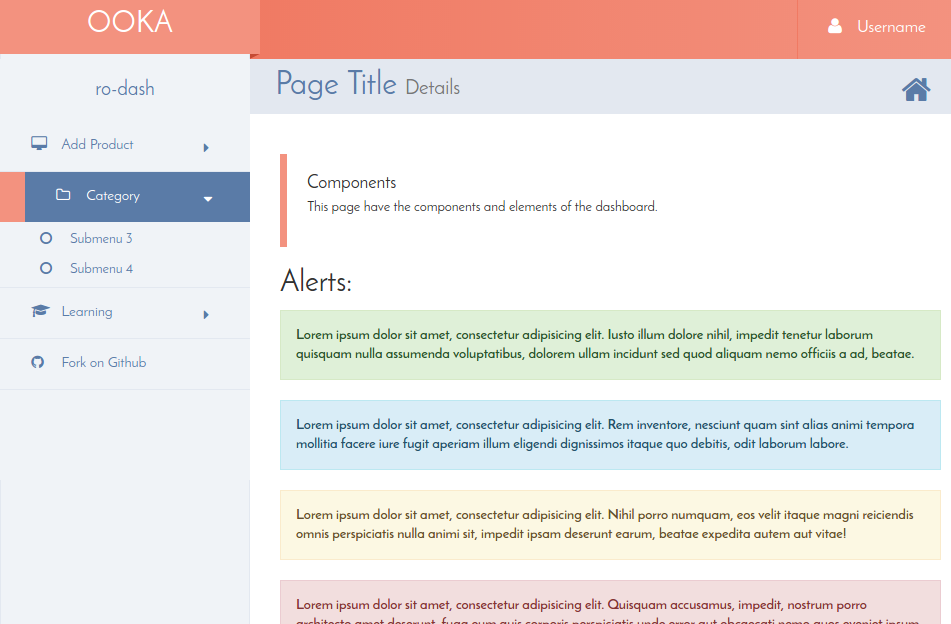 OOKA
Username
ro-dash
Page Title Details
Add Product
Category
Submenu 3
Submenu 4
Learning
Fork on Github
Components
This page have the components and elements of the dashboard.
Alerts:
Lorem ipsum dolor sit amet, consectetur adipisicing elit. Iusto illum dolore nihil, impedit tenetur laborum
quisquam nulla assumenda voluptatibus, dolorem ullam incidunt sed quod aliquam nemo officiis a ad, beatae.
Lorem ipsum dolor sit amet, consectetur adipisicing elit. Rem inventore, nesciunt quam sint alias animi tempora
mollitia facere iure fugit aperiam illum eligendi dignissimos itaque quo debitis, odit laborum labore.
Lorem ipsum dolor sit amet, consectetur adipisicing elit. Nihil porro numquam, eos velit itaque magni reiciendis
omnis perspiciatis nulla animi sit, impedit ipsam deserunt earum, beatae expedita autem aut vitae!
Lorem ipsum dolor sit amet, consectetur adipisicing elit. Quisquam accusamus, impedit, nostrum porro